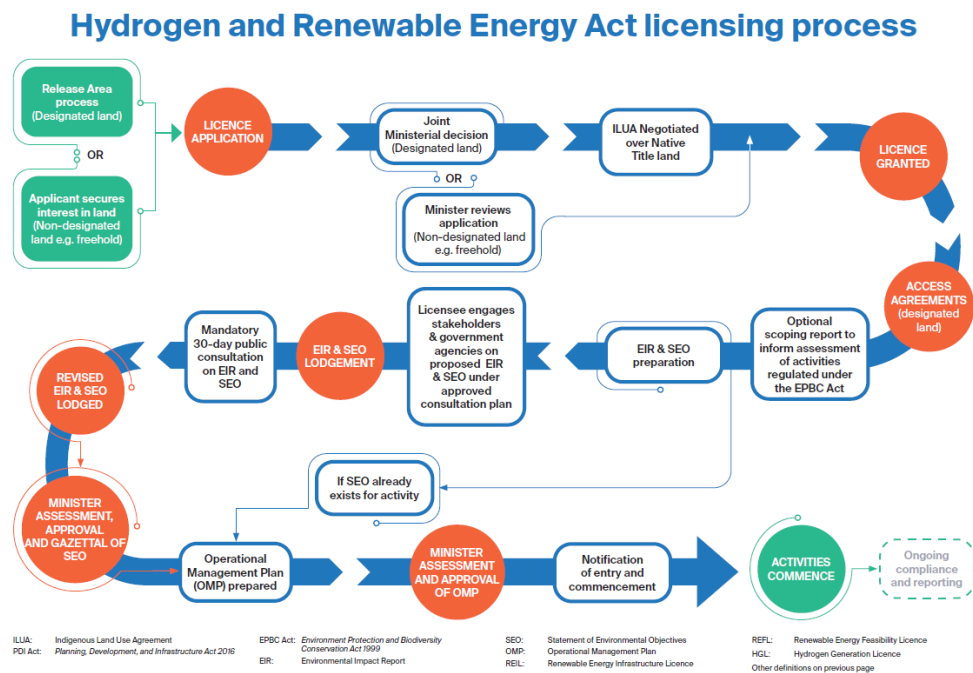 Hydrogen and Renewable Energy Act licensing process
Release Area
process
(Designated land)
OR
Applicant secures
interest in land
(Non-designated
land e.g. freehold)
LICENCE
APPLICATION
Joint
Ministerial decision
(Designated land)
OR
Minister reviews
application
(Non-designated land
e.g. freehold)
ILUA Negotiated
over Native
Title land
LICENCE
GRANTED
ACCESS
AGREEMENTS
(designated
land)
Optional
scoping report to
inform assessment
of activities
regulated under
the EPBC Act
EIR & SEO
preparation
Licensee engages
stakeholders
& government
agencies on
proposed EIR
& SEO under
approved
consultation plan
EIR & SEO
LODGEMENT
Mandatory
30-day public
consultation
on EIR and
SEO
REVISED
EIR & SEO
LODGED
MINISTER
ASSESSMENT,
APPROVAL
AND GAZETTAL OF
SEO
If SEO already
exists for activity
Operational
Management Plan
(OMP) prepared
MINISTER
ASSESSMENT
AND APPROVAL
OF OMP
Notification
of entry and
commencement
ACTIVITIES
COMMENCE
Ongoing
compliance
and reporting
ILUA: Indigenous Land Use Agreement
PDI Act: Planning, Development, and Infrastructure Act 2016
EPBC Act: Environment Protection and Biodiversity
Conservation Act 1999
EIR: Environmental Impact Report
SEO: Statement of Environmental Objectives
OMP: Operational Management Plan
REIL: Renewable Energy Infrastructure Licence
REFL: Renewable Energy Feasibility Licence
HGL: Hydrogen Generation Licence
Other definitions on previous page